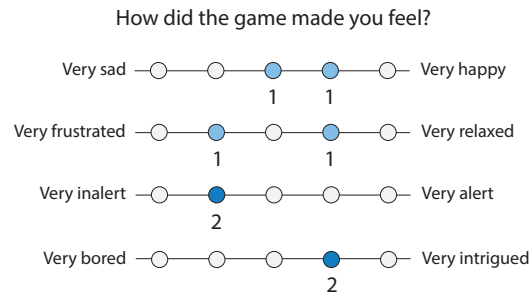 How did the game made you feel?
Very sad Very happy
1 1
Very frustrated Very relaxed
1 1
Very inalert Very alert
2
Very bored Very intrigued
2